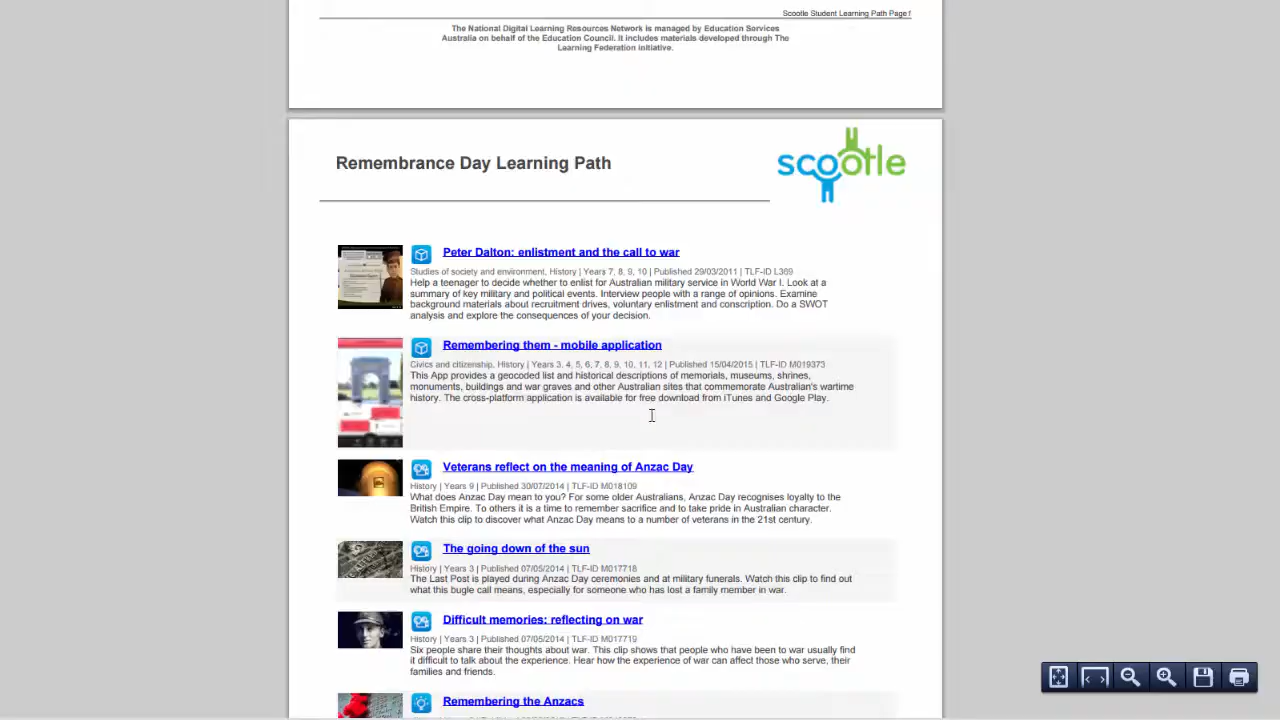 Scootle Student Learning Path Page
The National Digital Learning Resources Network is managed by Education Services
Australia on behalf of the Education Council. It includes materials developed through The
Learning Federation initiative.
Remembrance Day Learning Path
scootle
Peter Dalton: enlistment and the call to war
Studies of society and environment, History | Years 7, 8, 9, 10 | Published 29/03/2011 | TLF-ID L369
Help a teenager to decide whether to enlist for Australian military service in World War I. Look at a
summary of key military and political events. Interview people with a range of opinions. Examine
background materials about recruitment drives, voluntary enlistment and conscription. Do a SWOT
analysis and explore the consequences of your decision.
Remembering them - mobile application
Civics and citizenship, History | Years 3, 4, 5, 6, 7, 8, 9, 10, 11, 12 | Published 15/04/2015 | TLF-ID M019373
This App provides a geocoded list and historical descriptions of memorials, museums, shrines,
monuments, buildings and war graves and other Australian sites that commemorate Australian's wartime
history. The cross-platform application is available for free download from iTunes and Google Play.
Veterans reflect on the meaning of Anzac Day
History | Years 9 | Published 30/07/2014 | TLF-ID M018109
What does Anzac Day mean to you? For some older Australians, Anzac Day recognises loyalty to the
British Empire. To others it is a time to remember sacrifice and to take pride in Australian character.
Watch this clip to discover what Anzac Day means to a number of veterans in the 21st century.
The going down of the sun
History | Years 3 | Published 07/05/2014 | TLF-ID M017718
The Last Post is played during Anzac Day ceremonies and at military funerals. Watch this clip to find out
what this bugle call means, especially for someone who has lost a family member in war.
Difficult memories: reflecting on war
History | Years 3 | Published 07/05/2014 | TLF-ID M017719
Six people share their thoughts about war. This clip shows that people who have been to war usually find
it difficult to talk about the experience. Hear how the experience of war can affect those who serve, their
families and friends.
Remembering the Anzacs